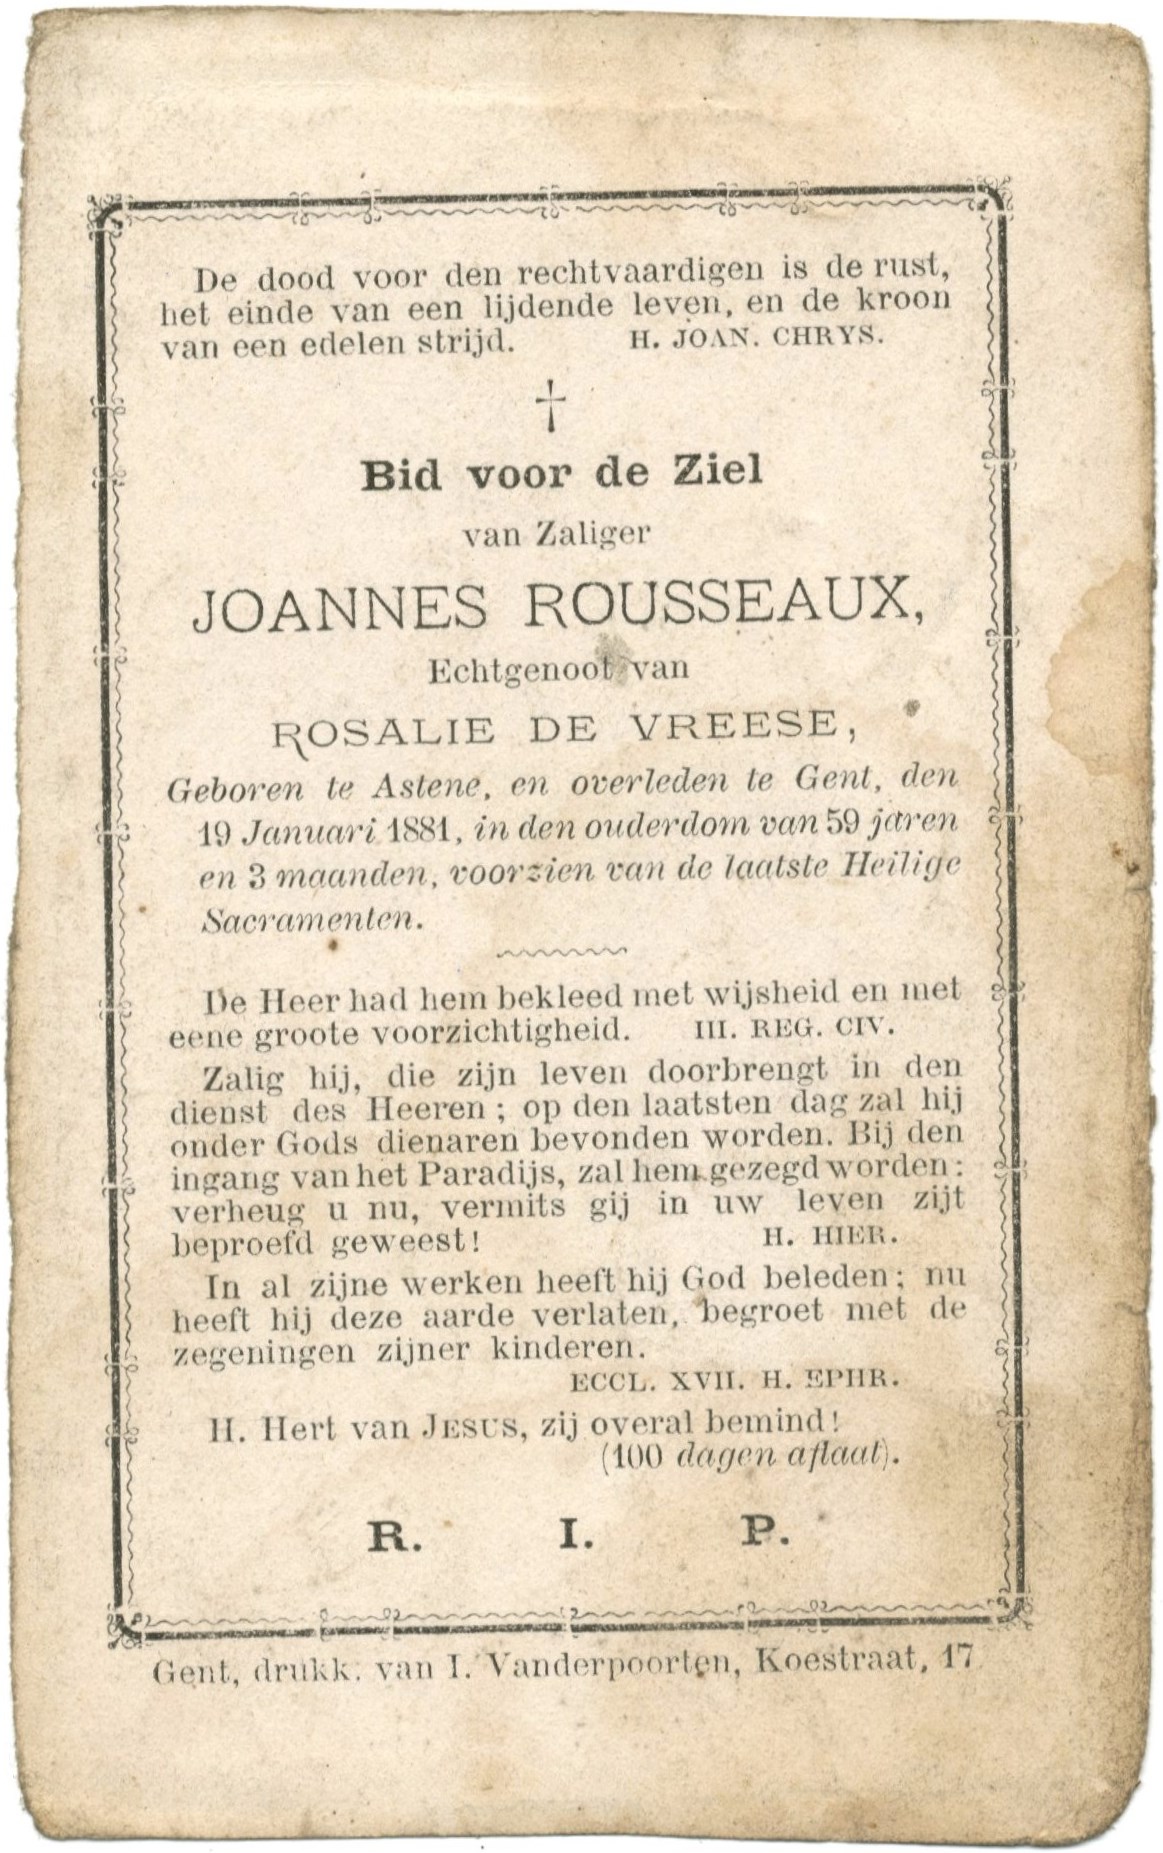 De dood voor den rechtvaardigen is de rust,
het einde van een lijdende leven, en de kroon
van een edelen strijd. H. JOAN. CHRYS.
†
Bid voor de Ziel
van Zaliger
JOANNES ROUSSEAUX,
Echtgenoot van
ROSALIE DE VREESE,
Geboren te Astene, en overleden te Gent, den
19 Januari 1881, in den ouderdom van 59 jaren
en 3 maanden, voorzien van de laatste Heilige
Sacramenten.
De Heer had hem bekleed met wijsheid en met
eene groote voorzichtigheid. III. REG. CIV.
Zalig hij, die zijn leven doorbrengt in den
dienst des Heeren ; op den laatsten dag zal hij
onder Gods dienaren bevonden worden. Bij den
ingang van het Paradijs, zal hem gezegd worden :
verheug u nu, vermits gij in uw leven zijt
beproefd geweest ! H. HIER.
In al zijne werken heeft hij God beleden ; nu
heeft hij deze aarde verlaten, begroet met de
zegeningen zijner kinderen.
ECCL. XVII. H. EPHR.
H. Hert van JESUS, zij overal bemind !
(100 dagen aflaat).
R. I. P.
Gent, drukk. van I. Vanderpoorten, Koestraat, 17